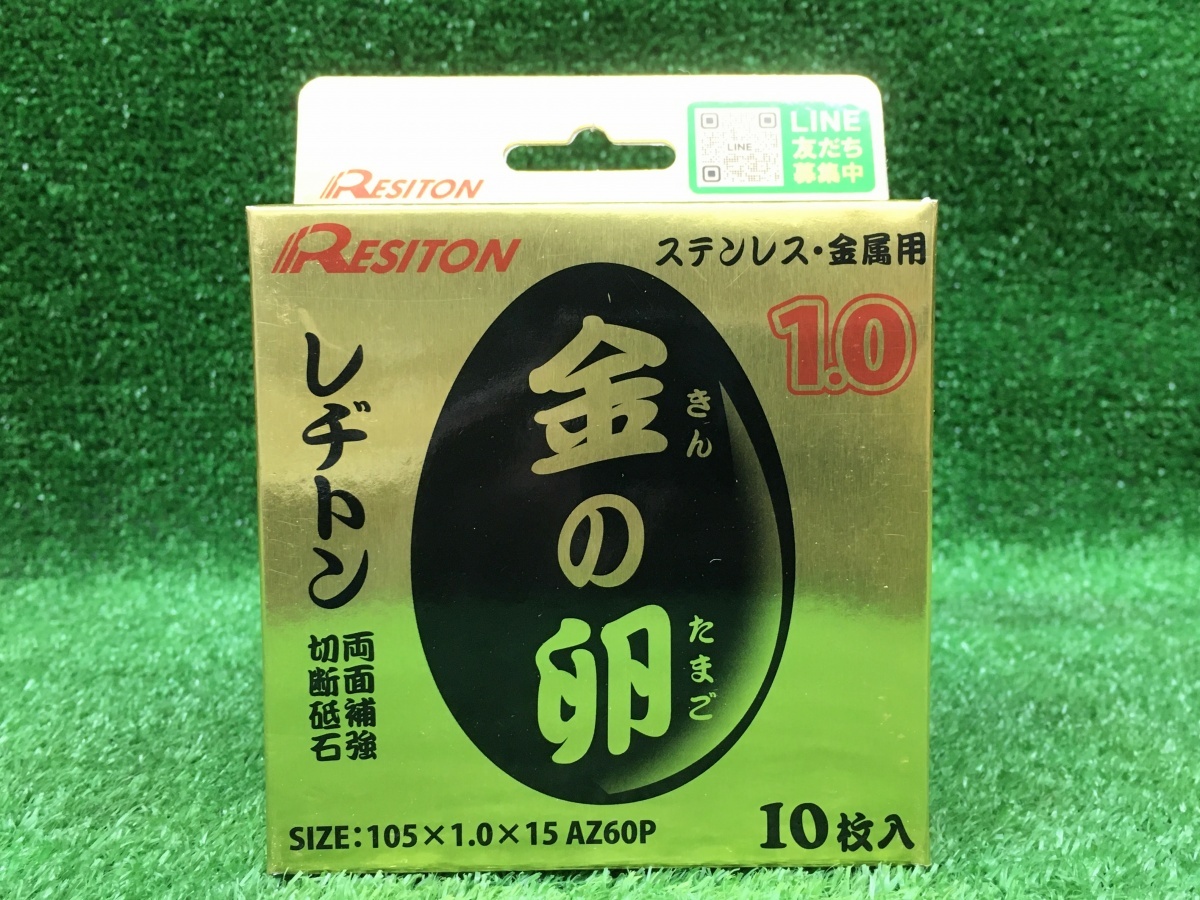 LINE
LINE
友だち
募集中
RESITON
RESITON
ステンレス・金属用
1.0
レヂトン
両面補強
切断砥石
金の卵
きん
たまご
SIZE:105×1.0×15 AZ60P
10枚入